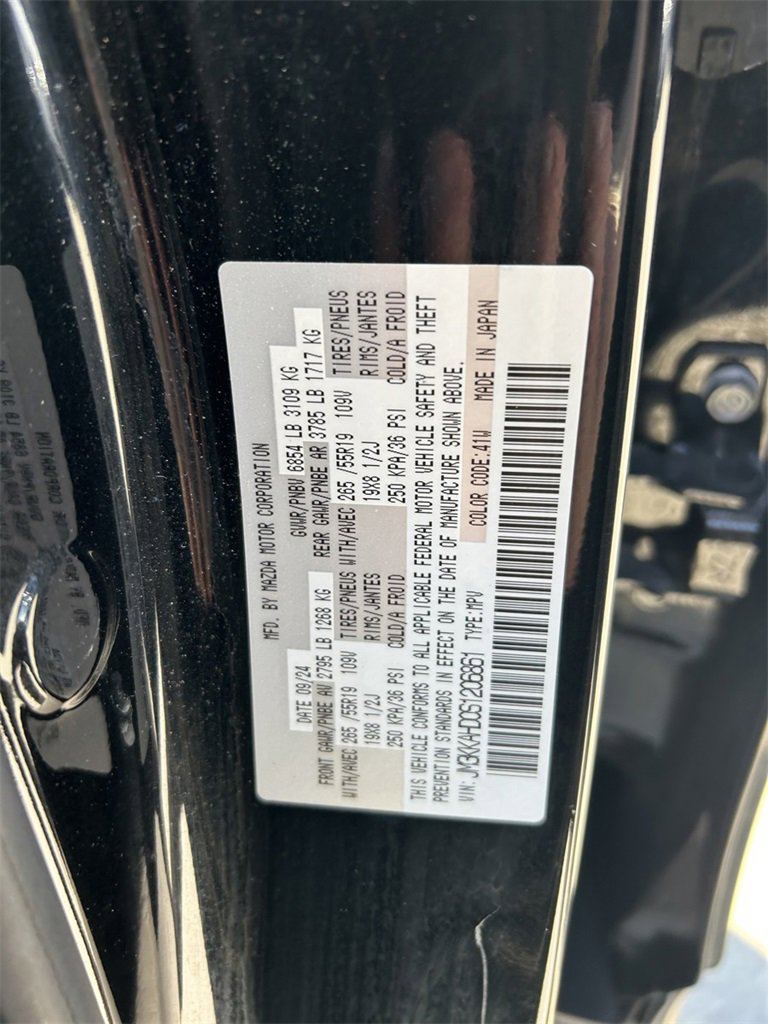 MFD. BY MAZDA MOTOR CORPORATION
DATE 09/24 GVWR/PNBV 6854 LB 3109 KG
FRONT GAWR/PNBE AV 2795 LB 1268 KG REAR GAWR/PNBE AR 3785 LB 1717 KG
WITH/AVEC 265 /55R19 109V TIRES/PNEUS WITH/AVEC 265 /55R19 109V TIRES/PNEUS
19X8 1/2J RIMS/JANTES 19X8 1/2J RIMS/JANTES
250 KPA/36 PSI COLD/A FROID 250 KPA/36 PSI COLD/A FROID
THIS VEHICLE CONFORMS TO ALL APPLICABLE FEDERAL MOTOR VEHICLE SAFETY AND THEFT
PREVENTION STANDARDS IN EFFECT ON THE DATE OF MANUFACTURE SHOWN ABOVE.
VIN: JM3KKAHD0S1206861 TYPE:MPV COLOR CODE:41W MADE IN JAPAN